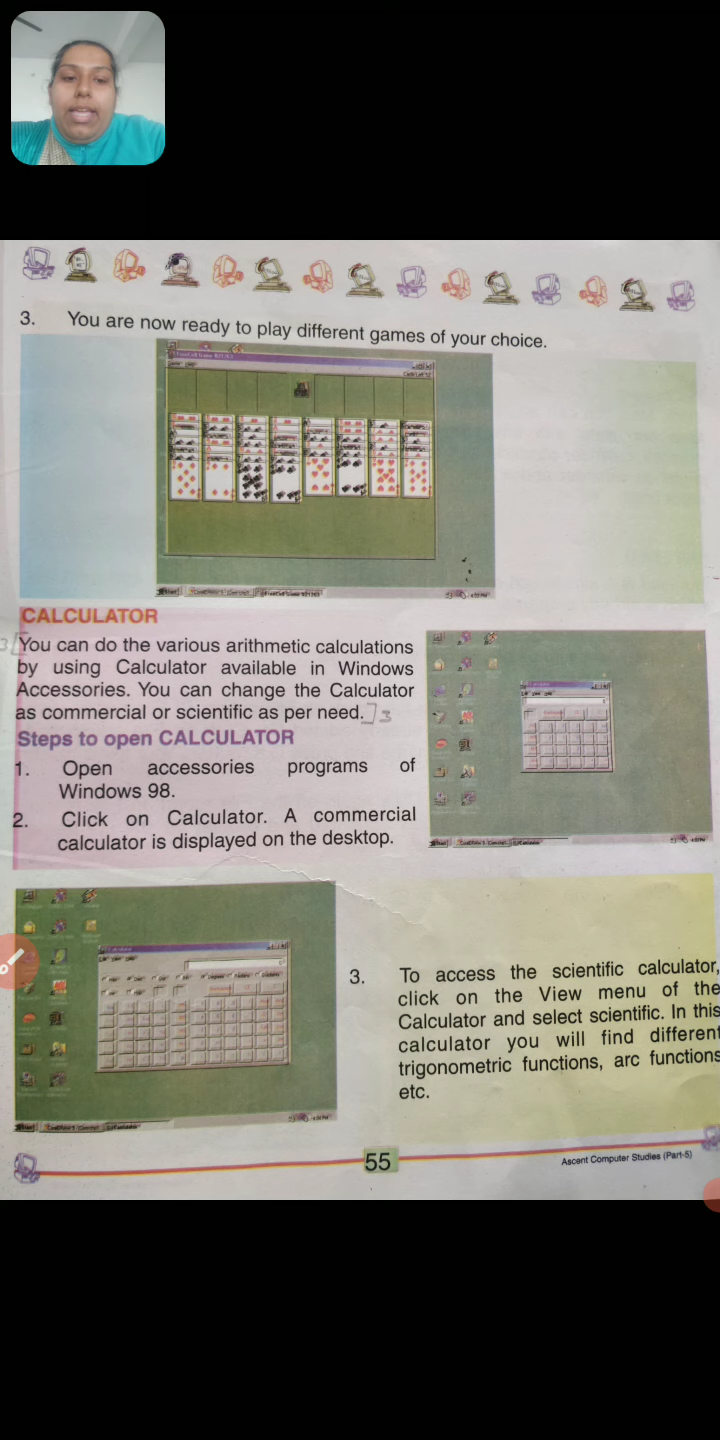 3. You are now ready to play different games of your choice.
CALCULATOR
3 You can do the various arithmetic calculations
by using Calculator available in Windows
Accessories. You can change the Calculator
as commercial or scientific as per need. 3
Steps to open CALCULATOR
1. Open accessories programs of
Windows 98.
2. Click on Calculator. A commercial
calculator is displayed on the desktop.
3. To access the scientific calculator,
click on the View menu of the
Calculator and select scientific. In this
calculator you will find different
trigonometric functions, arc functions
etc.
55
Ascent Computer Studies (Part-5)